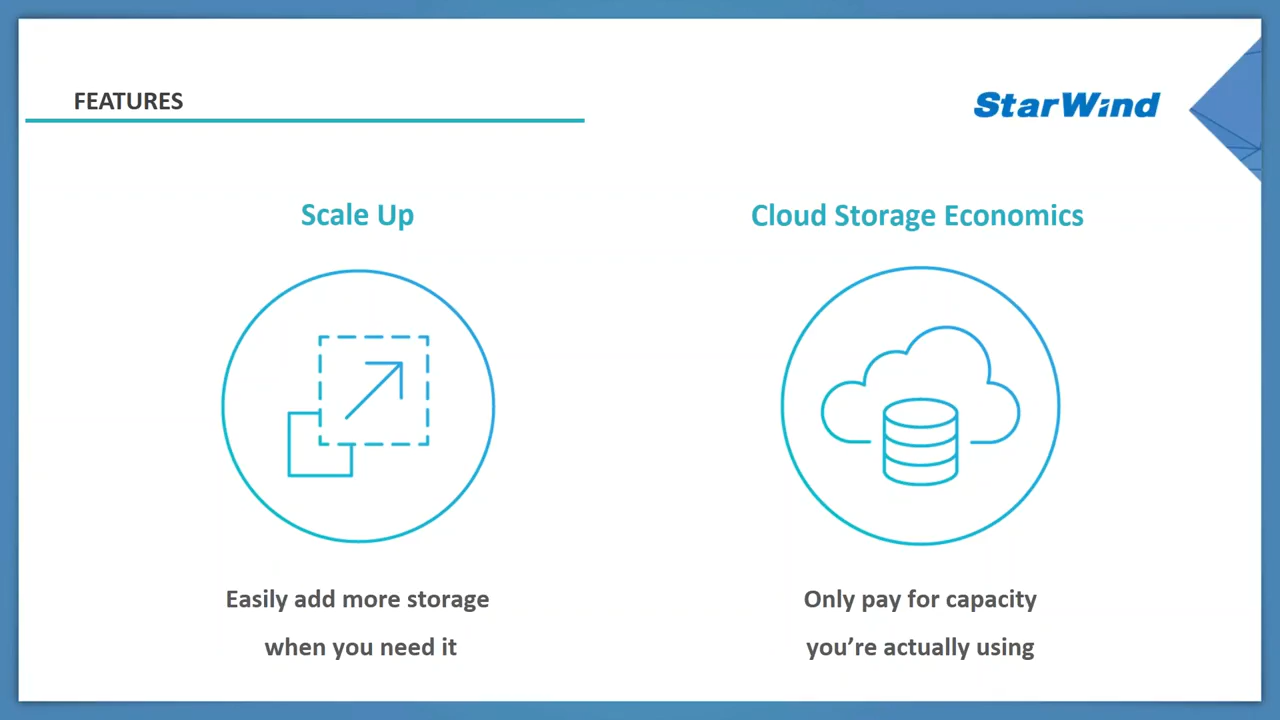 FEATURES
StarWind
Scale Up
Cloud Storage Economics
Easily add more storage
when you need it
Only pay for capacity
you’re actually using